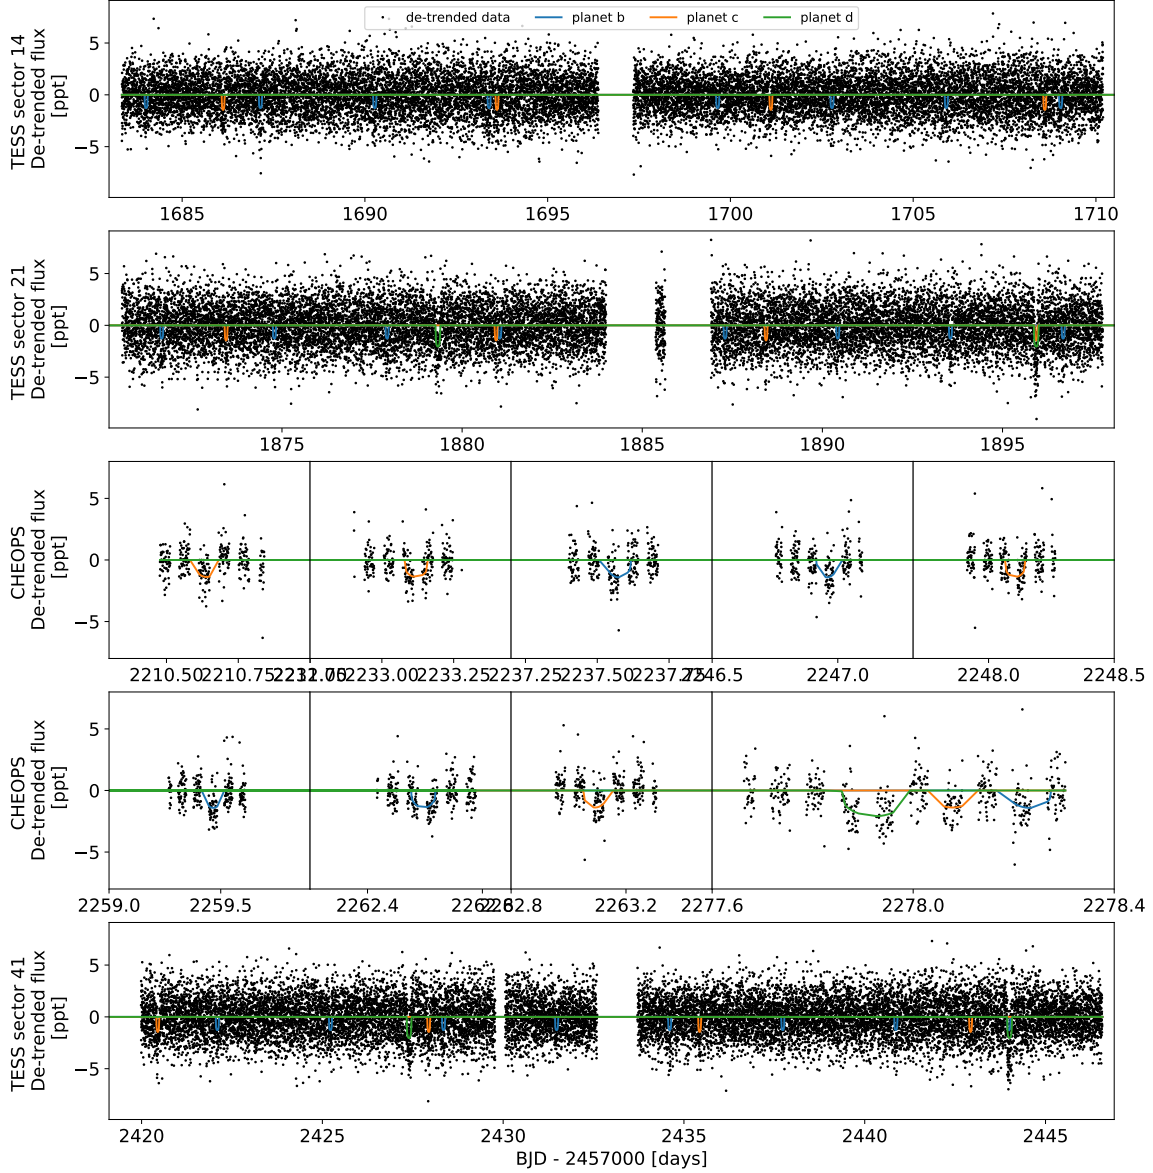 TESS sector 14
De-trended flux
[ppt]
de-trended data planet b planet c planet d
5
0
−5
1685 1690 1695 1700 1705 1710
TESS sector 21
De-trended flux
[ppt]
5
0
−5
1875 1880 1885 1890 1895
CHEOPS
De-trended flux
[ppt]
5
0
−5
2210.50 2210.75 2233.00 2233.25 2237.25 2237.50 2247.0 2248.0 2248.5
CHEOPS
De-trended flux
[ppt]
5
0
−5
2259.0 2259.5 2262.4 2262.8 2263.2 2277.6 2278.0 2278.4
TESS sector 41
De-trended flux
[ppt]
5
0
−5
2420 2425 2430 2435 2440 2445
BJD - 2457000 [days]